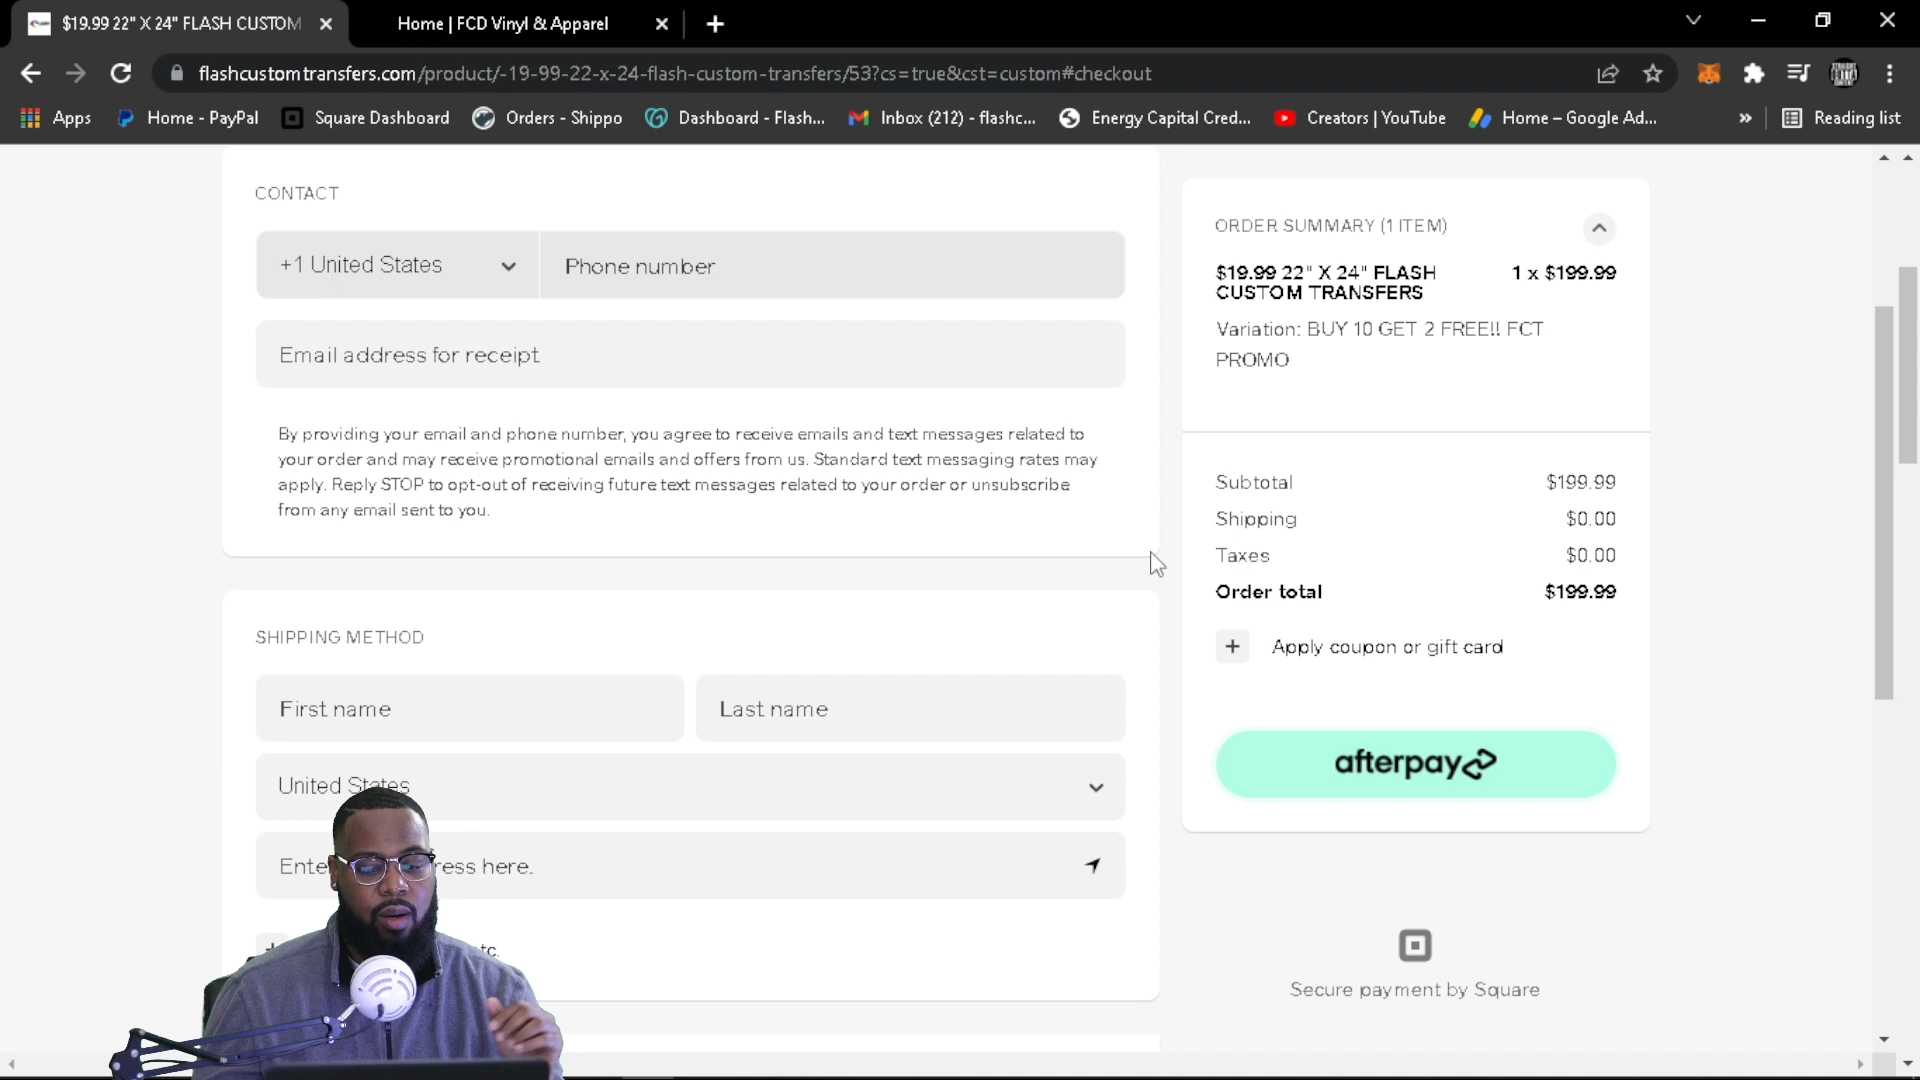 $19.99 22" X 24" FLASH CUSTOM
Home | FCD Vinyl & Apparel
flashcustomtransfers.com/product/-19-99-22-x-24-flash-custom-transfers/53?cs=true&cst=custom#checkout
Apps
Home - PayPal
Square Dashboard
Orders - Shippo
Dashboard - Flash...
Inbox (212) - flashc...
Energy Capital Cred...
Creators | YouTube
Home – Google Ad...
»
Reading list
CONTACT
+1 United States
Phone number
Email address for receipt
By providing your email and phone number, you agree to receive emails and text messages related to
your order and may receive promotional emails and offers from us. Standard text messaging rates may
apply. Reply STOP to opt-out of receiving future text messages related to your order or unsubscribe
from any email sent to you.
SHIPPING METHOD
First name
Last name
United States
Ente ress here.
tc.
ORDER SUMMARY (1 ITEM)
$19.99 22" X 24" FLASH 1 x $199.99
CUSTOM TRANSFERS
Variation: BUY 10 GET 2 FREE!! FCT
PROMO
Subtotal $199.99
Shipping $0.00
Taxes $0.00
Order total $199.99
+ Apply coupon or gift card
afterpay
Secure payment by Square